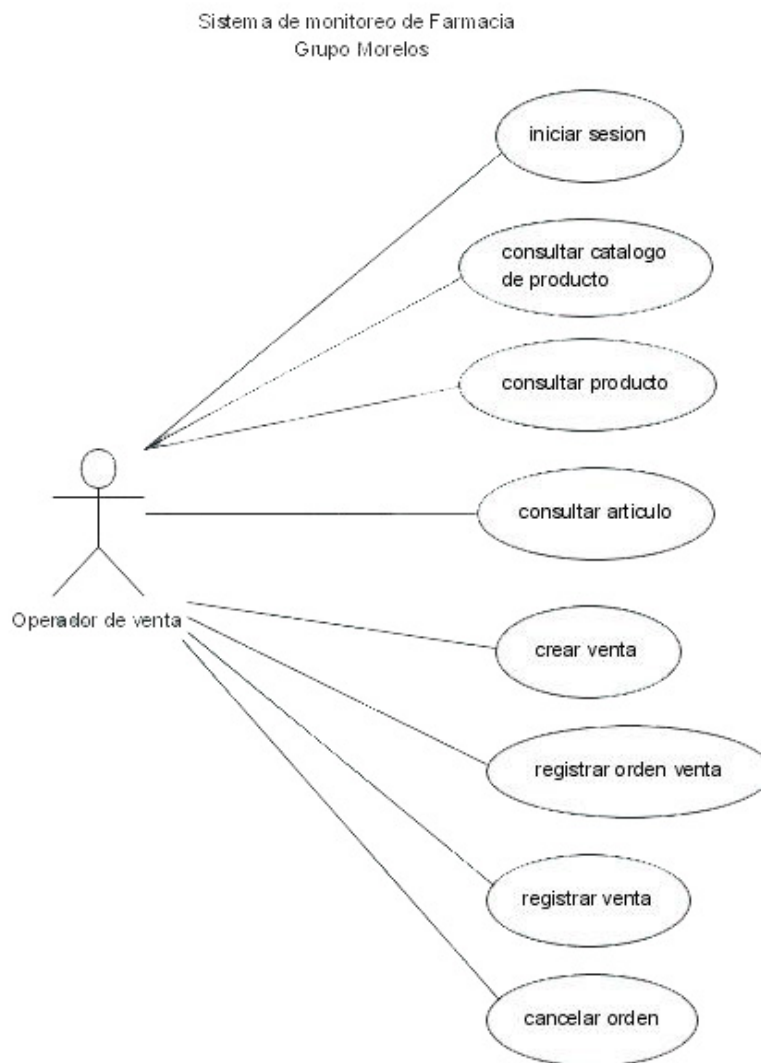 Sistema de monitoreo de Farmacia
Grupo Morelos
iniciar sesion
consultar catalogo
de producto
consultar producto
consultar articulo
Operador de venta
crear venta
registrar orden venta
registrar venta
cancelar orden